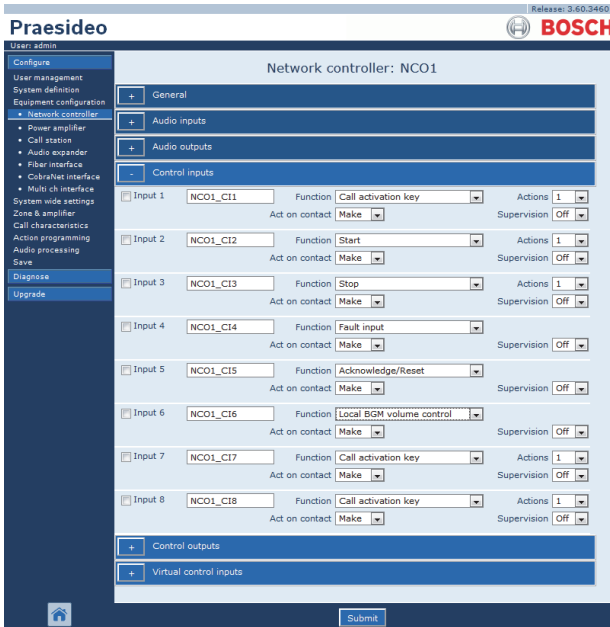 Release: 3.60.3460
Praesideo
BOSCH
User: admin
Configure
User management
System definition
Equipment configuration
• Network controller
• Power amplifier
• Call station
• Audio expander
• Fiber interface
• CobraNet interface
• Multi ch interface
System wide settings
Zone & amplifier
Call characteristics
Action programming
Audio processing
Save
Diagnose
Upgrade
Network controller: NCO1
+ General
+ Audio inputs
+ Audio outputs
- Control inputs
Input 1 NCO1_CI1 Function Call activation key Actions 1
Act on contact Make Supervision Off
Input 2 NCO1_CI2 Function Start Actions 1
Act on contact Make Supervision Off
Input 3 NCO1_CI3 Function Stop Actions 1
Act on contact Make Supervision Off
Input 4 NCO1_CI4 Function Fault input
Act on contact Make Supervision Off
Input 5 NCO1_CI5 Function Acknowledge/Reset
Act on contact Make Supervision Off
Input 6 NCO1_CI6 Function Local BGM volume control
Act on contact Make Supervision Off
Input 7 NCO1_CI7 Function Call activation key Actions 1
Act on contact Make Supervision Off
Input 8 NCO1_CI8 Function Call activation key Actions 1
Act on contact Make Supervision Off
+ Control outputs
+ Virtual control inputs
Submit